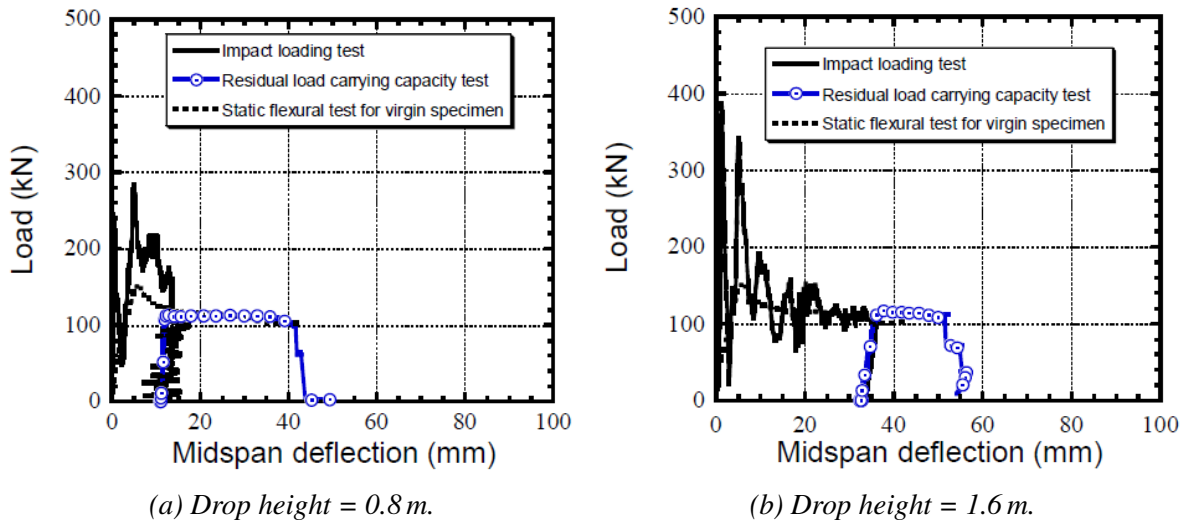 500
400
300
200
100
0
Load (kN)
Impact loading test
Residual load carrying capacity test
Static flexural test for virgin specimen
0 20 40 60 80 100
Midspan deflection (mm)
(a) Drop height = 0.8 m.
500
400
300
200
100
0
Load (kN)
Impact loading test
Residual load carrying capacity test
Static flexural test for virgin specimen
0 20 40 60 80 100
Midspan deflection (mm)
(b) Drop height = 1.6 m.